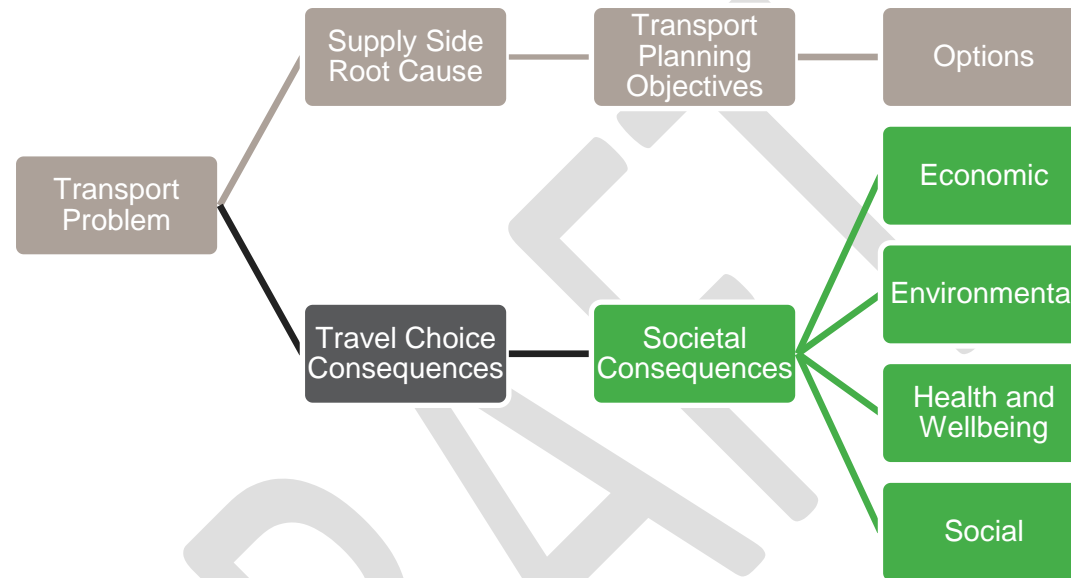 Supply Side
Root Cause
Transport
Planning
Objectives
Options
Transport
Problem
Economic
Environmenta
Travel Choice
Consequences
Societal
Consequences
Health and
Wellbeing
Social
DRAFT